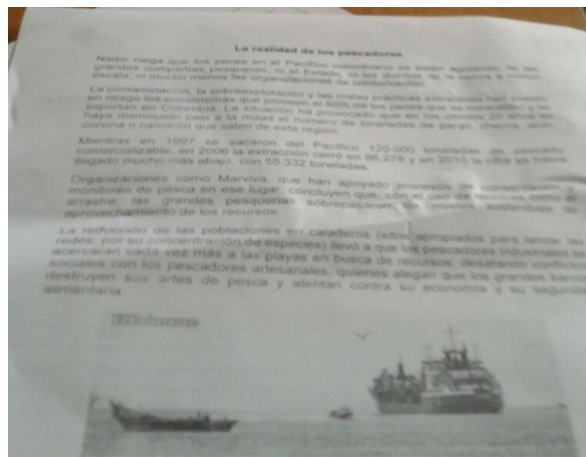 La realidad de los pescadores
Nadie niega que los peces en el Pacífico colombiano se están agotando. Ni las
grandes compañías pesqueras, ni el Estado, ni los dueños de la pesca a menor
escala, ni mucho menos las organizaciones de conservación.
La contaminación, la sobreexplotación y las malas prácticas extractivas han puesto
en riesgo los ecosistemas que proveen el 80% de los peces que se consumen y se
exportan en Colombia. La situación ha provocado que en los últimos 20 años se
haya disminuido casi a la mitad el número de toneladas de pargo, cherna, atún,
corvina o camarón que salen de esta región.
Mientras en 1997 se sacaron del Pacífico 120.000 toneladas de pescado
comercializable, en 2006 la extracción cerró en 86.278 y en 2010 la cifra ya había
llegado mucho más abajo, con 55.332 toneladas.
Organizaciones como Marviva, que han apoyado procesos de conservación y
monitoreo de pesca en ese lugar, concluyen que, con el uso de técnicas como el
arrastre, las grandes pesquerías sobrepasaron los niveles sostenibles de
aprovechamiento de los recursos.
La reducción de las poblaciones en caladeros (sitios apropiados para lanzar las
redes, por su concentración de especies) llevó a que los pescadores industriales se
acercaran cada vez más a las playas en busca de recursos, desatando conflictos
sociales con los pescadores artesanales, quienes alegan que los grandes barcos
destruyen sus artes de pesca y atentan contra su economía y su seguridad
alimentaria.